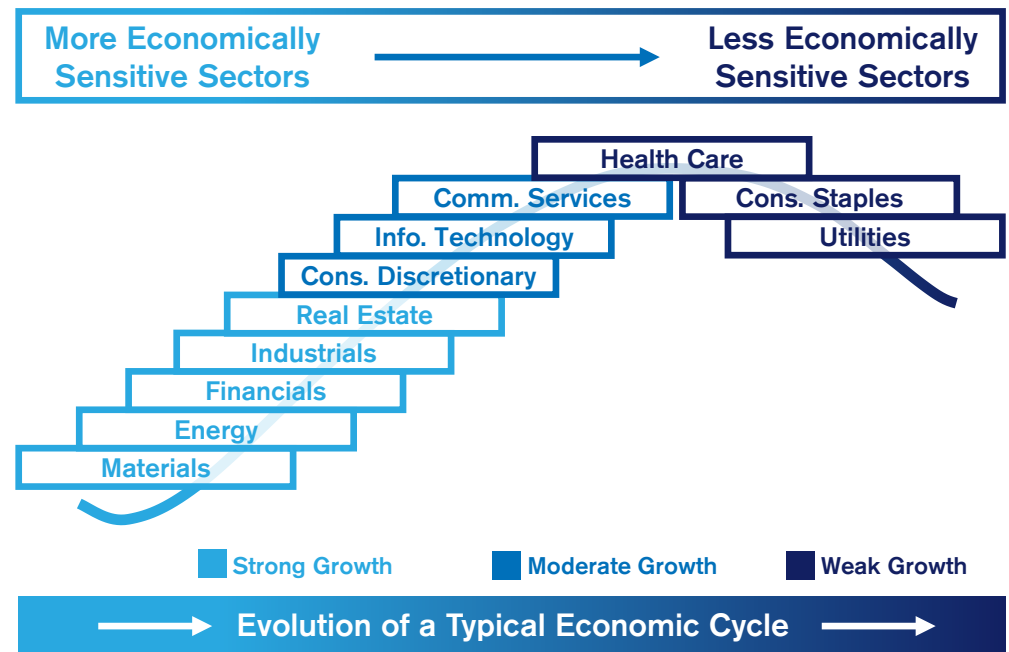 More Economically
Sensitive Sectors
Less Economically
Sensitive Sectors
Health Care
Comm. Services
Cons. Staples
Info. Technology
Utilities
Cons. Discretionary
Real Estate
Industrials
Financials
Energy
Materials
Strong Growth
Moderate Growth
Weak Growth
Evolution of a Typical Economic Cycle